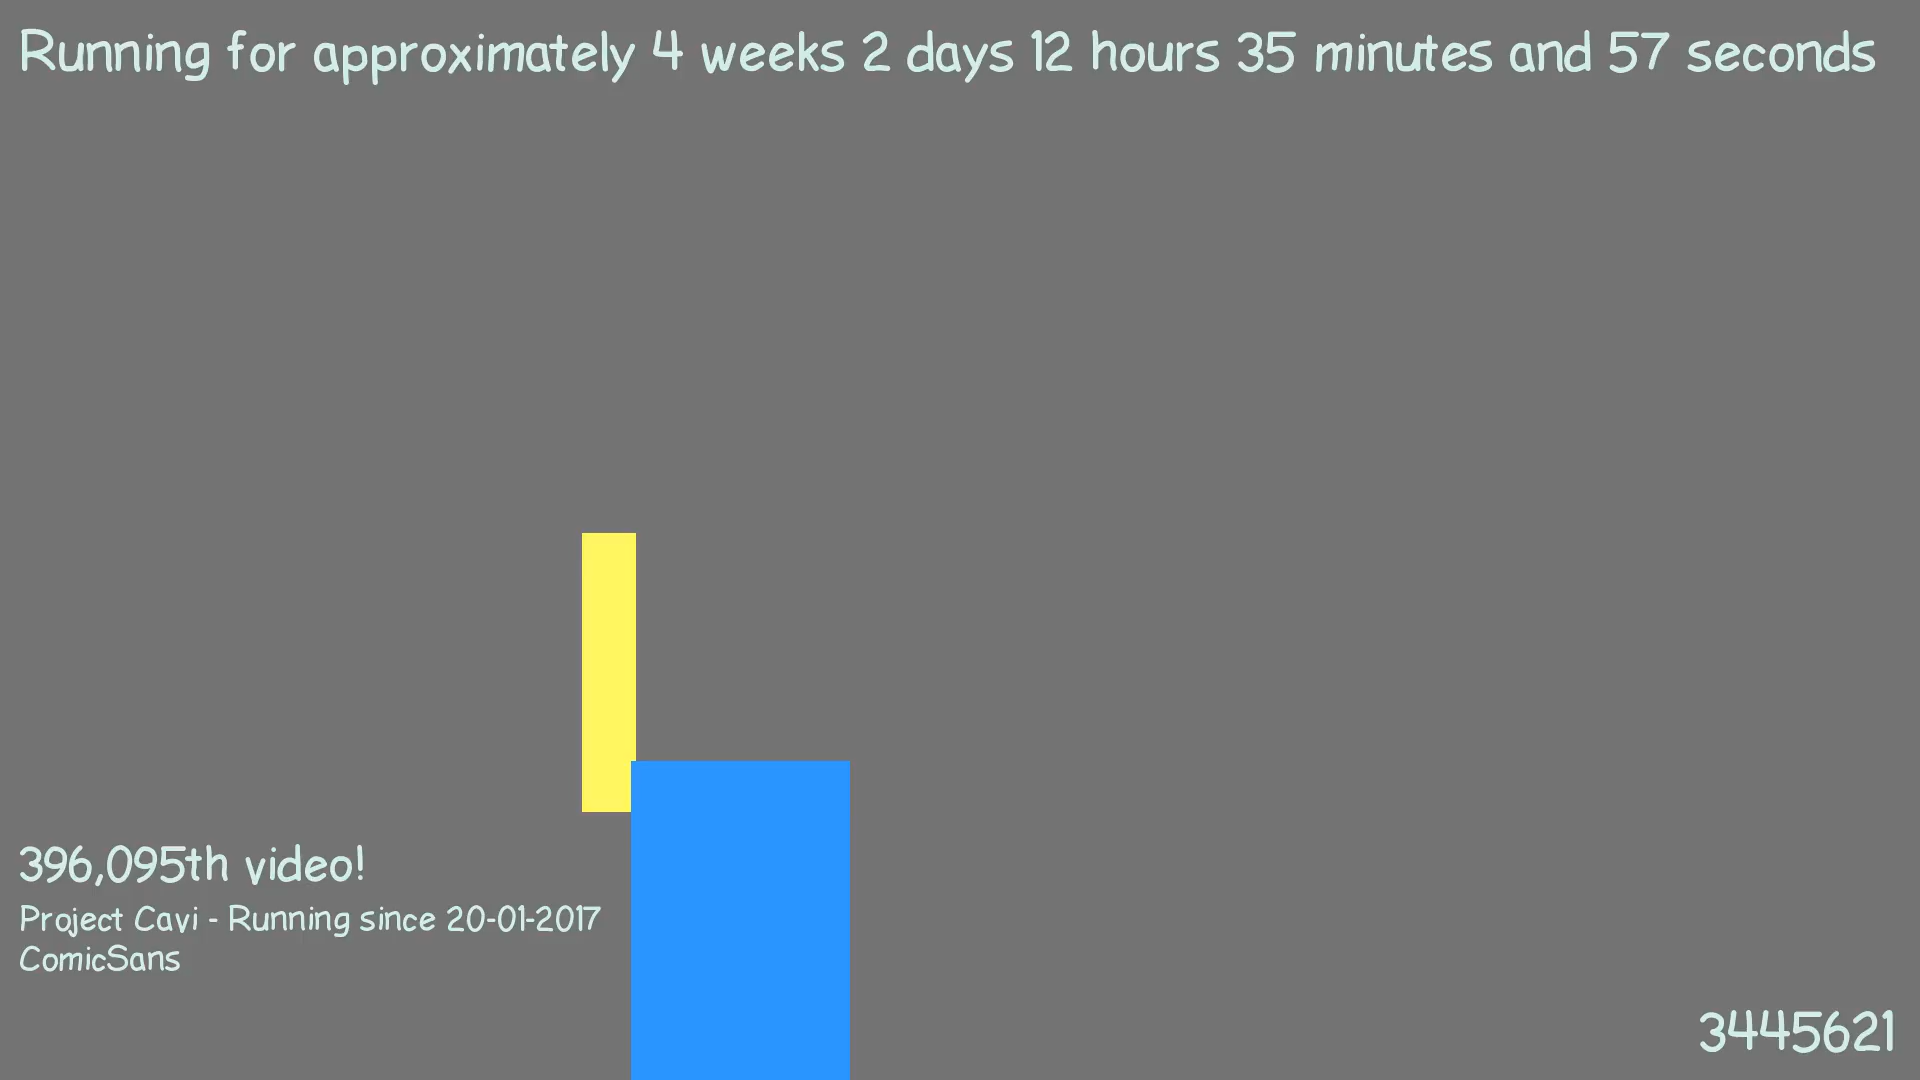 Running for approximately 4 weeks 2 days 12 hours 35 minutes and 57 seconds
396,095th video!
Project Cavi - Running since 20-01-2017
ComicSans
3445621